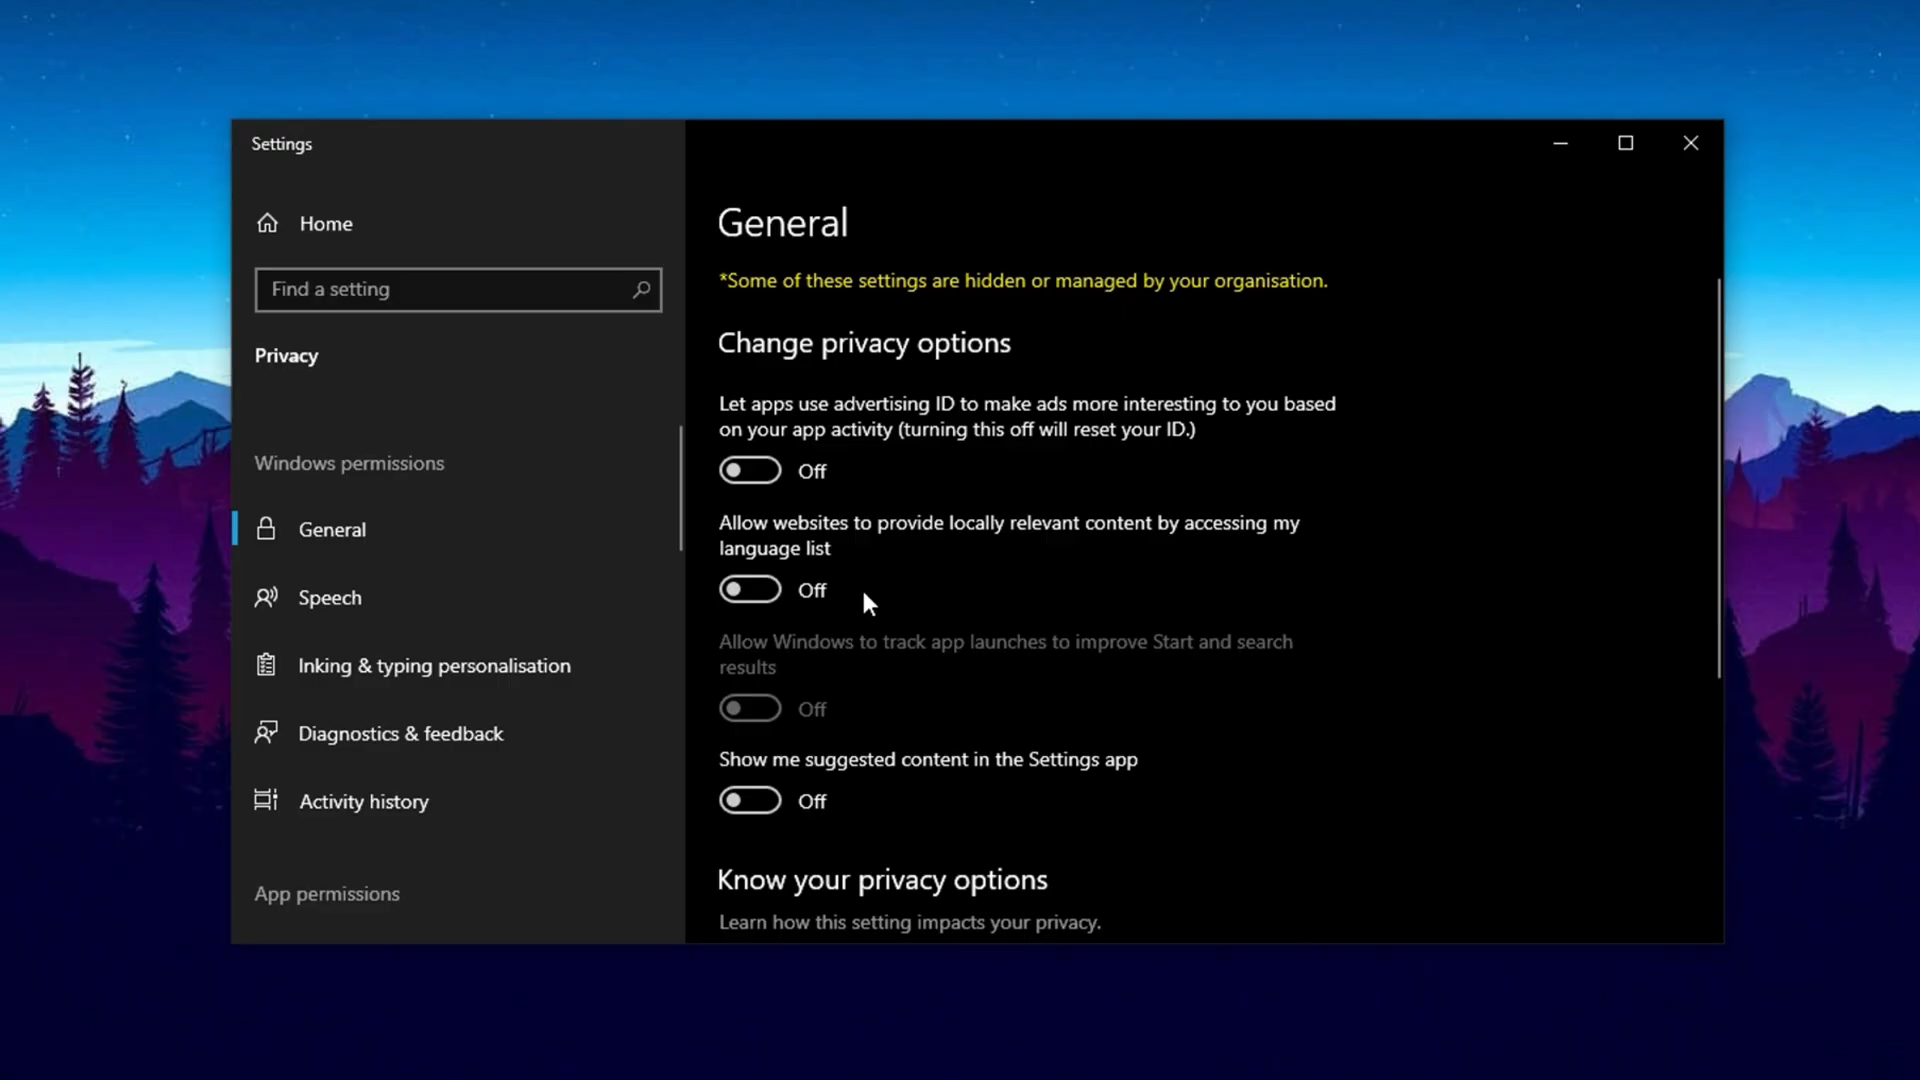 Settings
Home
Find a setting
Privacy
Windows permissions
General
Speech
Inking & typing personalisation
Diagnostics & feedback
Activity history
App permissions
General
*Some of these settings are hidden or managed by your organisation.
Change privacy options
Let apps use advertising ID to make ads more interesting to you based
on your app activity (turning this off will reset your ID.)
Off
Allow websites to provide locally relevant content by accessing my
language list
Off
Allow Windows to track app launches to improve Start and search
results
Off
Show me suggested content in the Settings app
Off
Know your privacy options
Learn how this setting impacts your privacy.